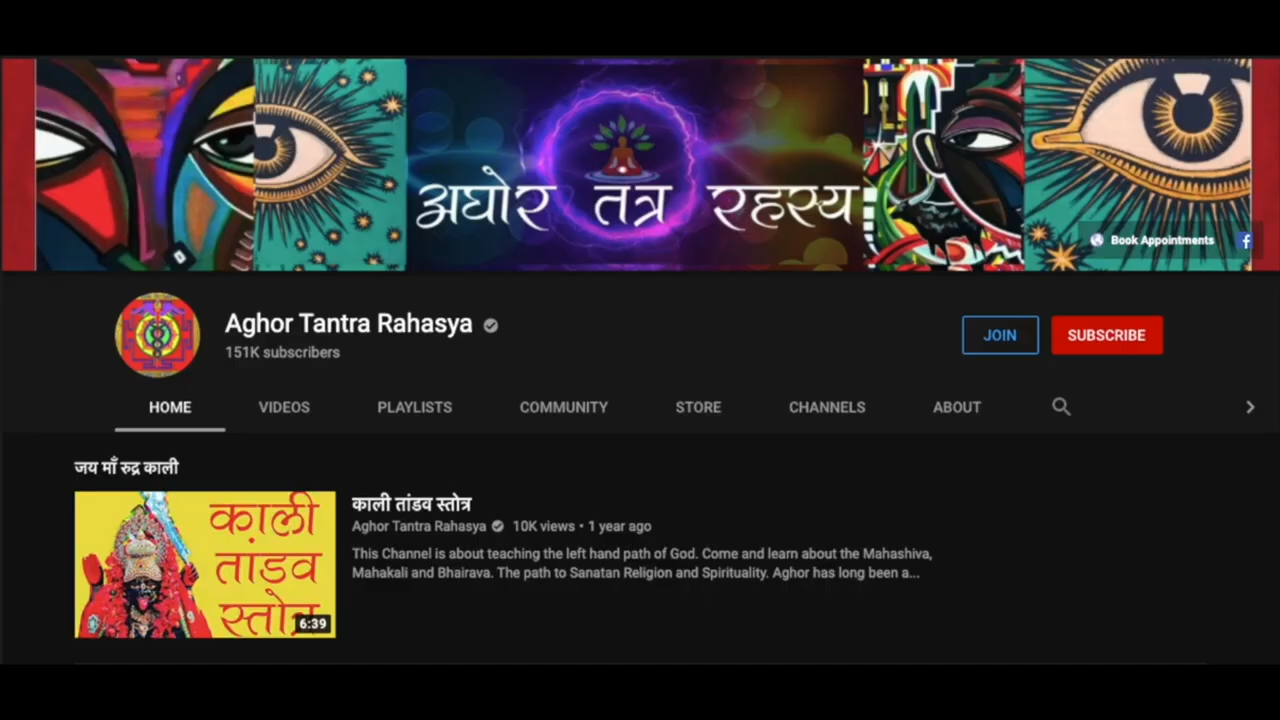 अघोर तत्र रहस्य
Book Appointments
Aghor Tantra Rahasya
151K subscribers
JOIN
SUBSCRIBE
HOME VIDEOS PLAYLISTS COMMUNITY STORE CHANNELS ABOUT
जय माँ रुद्र काली
काली
तांडव
स्तोत्र
6:39
काली तांडव स्तोत्र
Aghor Tantra Rahasya 10K views • 1 year ago
This Channel is about teaching the left hand path of God. Come and learn about the Mahashiva,
Mahakali and Bhairava. The path to Sanatan Religion and Spirituality. Aghor has long been a...